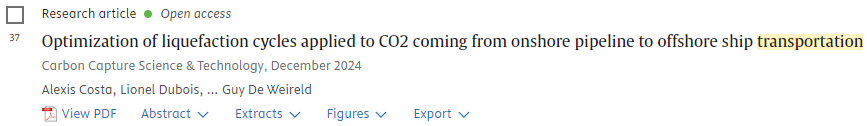 Research article Open access
37
Optimization of liquefaction cycles applied to CO2 coming from onshore pipeline to offshore ship transportation
Carbon Capture Science & Technology, December 2024
Alexis Costa, Lionel Dubois, ... Guy De Weireld
View PDF Abstract Extracts Figures Export